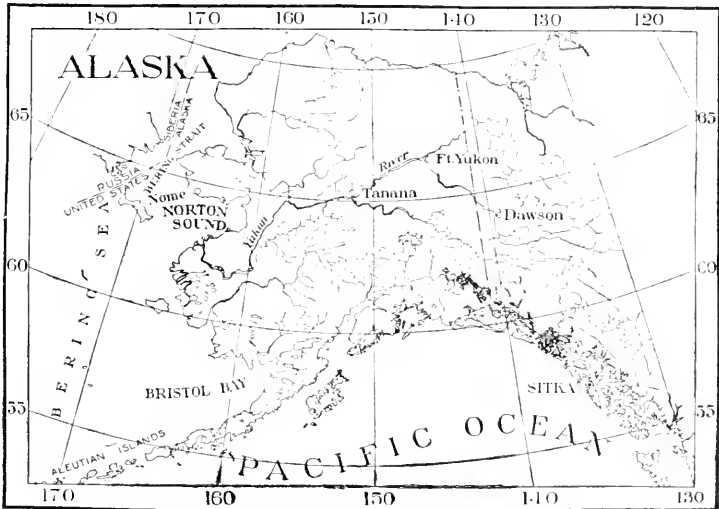 180 170 160 150 140 130 120
ALASKA
65 65
SIBERIA
ALASKA
BERING STRAIT
RUSSIA
UNITED STATES
River
Ft. Yukon
Nome
Tanana
NORTON
SOUND
Yukon
Dawson
60 60
BERING SEA
BRISTOL BAY
SITKA
55 55
ALEUTIAN ISLANDS
PACIFIC OCEAN
170 160 150 140 130